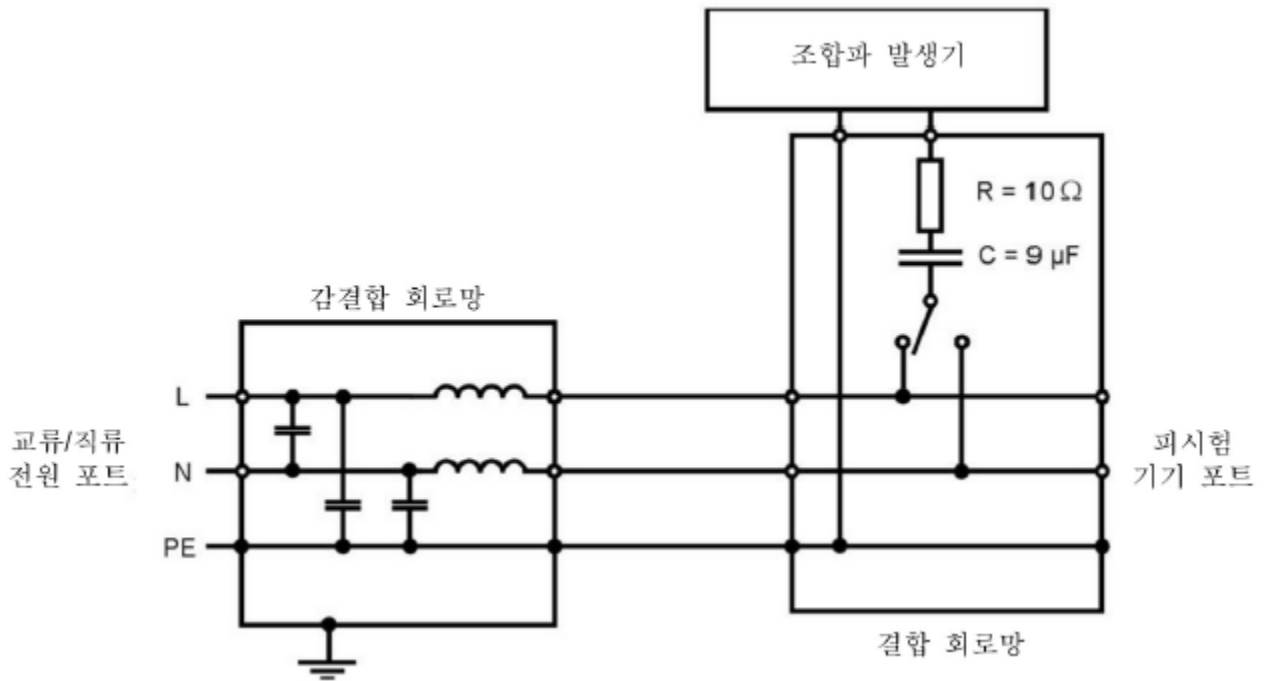 조합파 발생기
R = 10 Ω
C = 9 µF
감결합 회로망
L
교류/직류
전원 포트
N
PE
피시험
기기 포트
결합 회로망